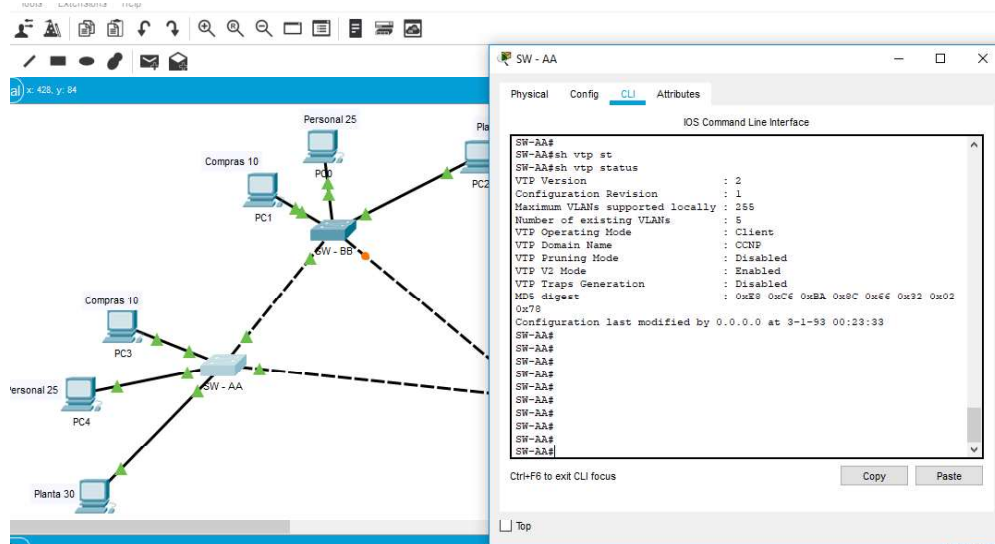 Tools Extensions Help
x: 428, y: 84
SW - AA
Physical Config CLI Attributes
IOS Command Line Interface
SW-AA#
SW-AA#sh vtp st
SW-AA#sh vtp status
VTP Version : 2
Configuration Revision : 1
Maximum VLANs supported locally : 255
Number of existing VLANs : 5
VTP Operating Mode : Client
VTP Domain Name : CCNP
VTP Pruning Mode : Disabled
VTP V2 Mode : Enabled
VTP Traps Generation : Disabled
MD5 digest : 0xE8 0xC6 0xBA 0x8C 0x66 0x32 0x02
0x78
Configuration last modified by 0.0.0.0 at 3-1-93 00:23:33
SW-AA#
SW-AA#
SW-AA#
SW-AA#
SW-AA#
SW-AA#
SW-AA#
SW-AA#
SW-AA#
SW-AA#
Ctrl+F6 to exit CLI focus
Copy Paste
Top
Personal 25
PC0
Compras 10
PC1
PC2
SW - BB
Compras 10
PC3
SW - AA
ersonal 25
PC4
Planta 30